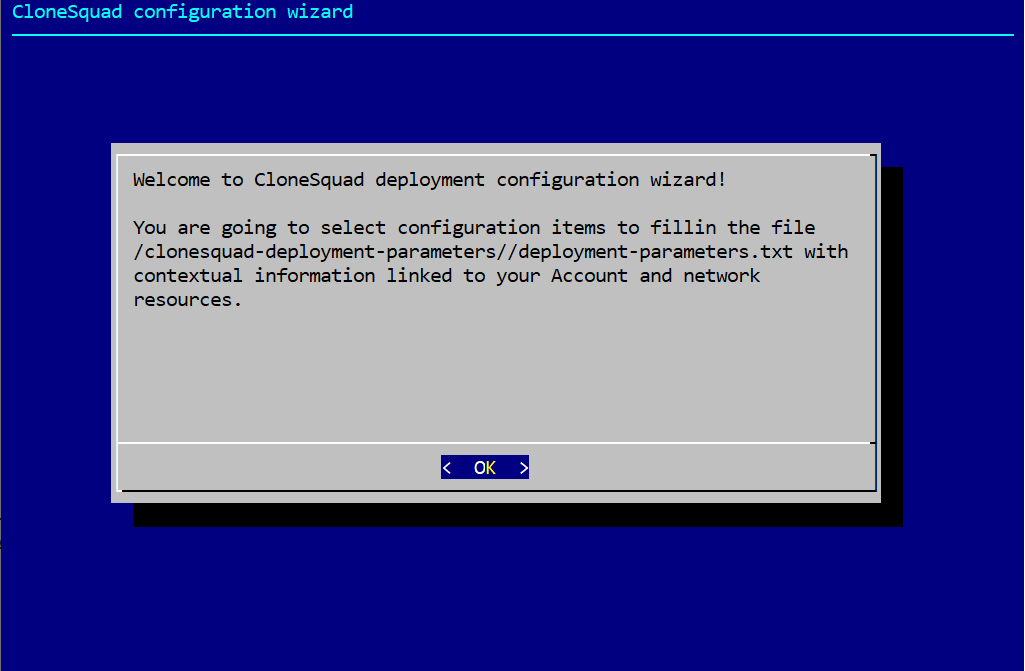 CloneSquad configuration wizard
Welcome to CloneSquad deployment configuration wizard!
You are going to select configuration items to fillin the file
/clonesquad-deployment-parameters//deployment-parameters.txt with
contextual information linked to your Account and network
resources.
<  OK  >